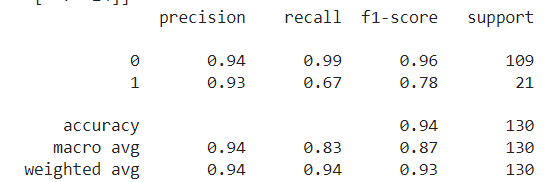 precision recall f1-score support
0 0.94 0.99 0.96 109
1 0.93 0.67 0.78 21
accuracy 0.94 130
macro avg 0.94 0.83 0.87 130
weighted avg 0.94 0.94 0.93 130